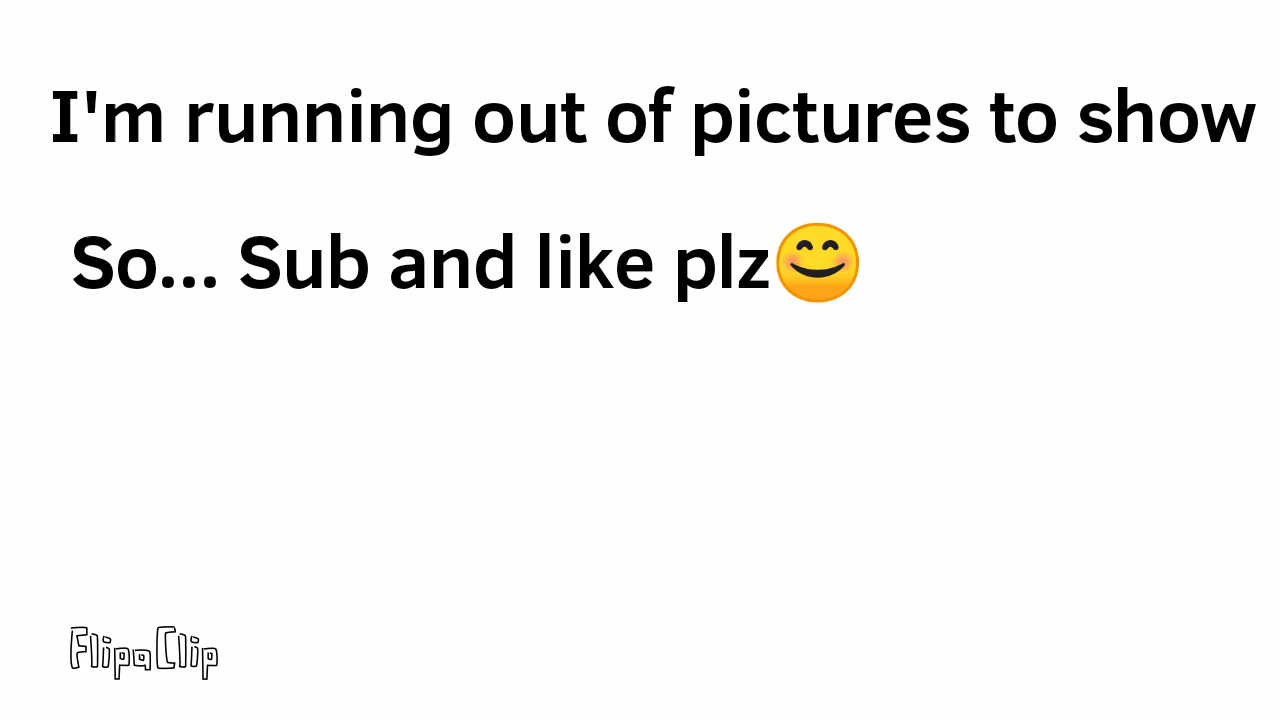 I'm running out of pictures to show
So... Sub and like plz😊
FlipaClip